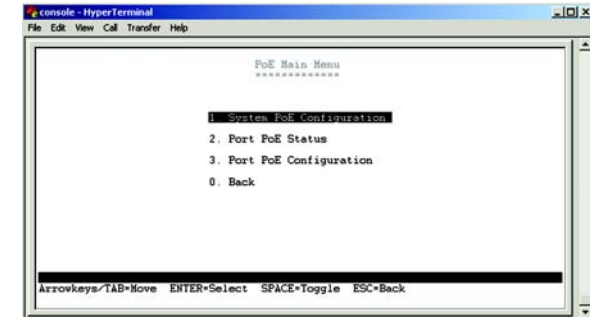 console - HyperTerminal
File Edit View Call Transfer Help
PoE Main Menu
=============
1. System PoE Configuration
2. Port PoE Status
3. Port PoE Configuration
0. Back
Arrowkeys/TAB=Move ENTER=Select SPACE=Toggle ESC=Back